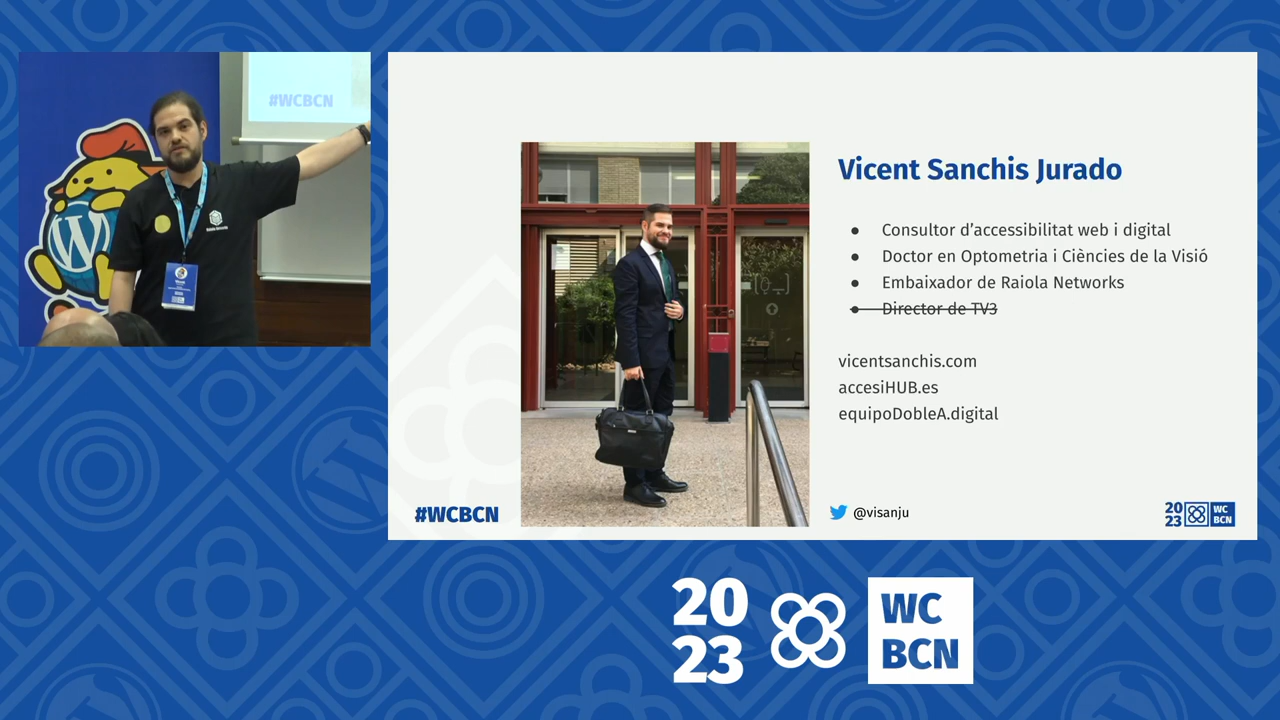 #WCBCN
Vicent Sanchis Jurado
● Consultor d'accessibilitat web i digital
● Doctor en Optometria i Ciències de la Visió
● Embaixador de Raiola Networks
● Director de TV3
vicentsanchis.com
accesiHUB.es
equipoDobleA.digital
#WCBCN
@visanju
20
23
WC
BCN
20
23
WC
BCN